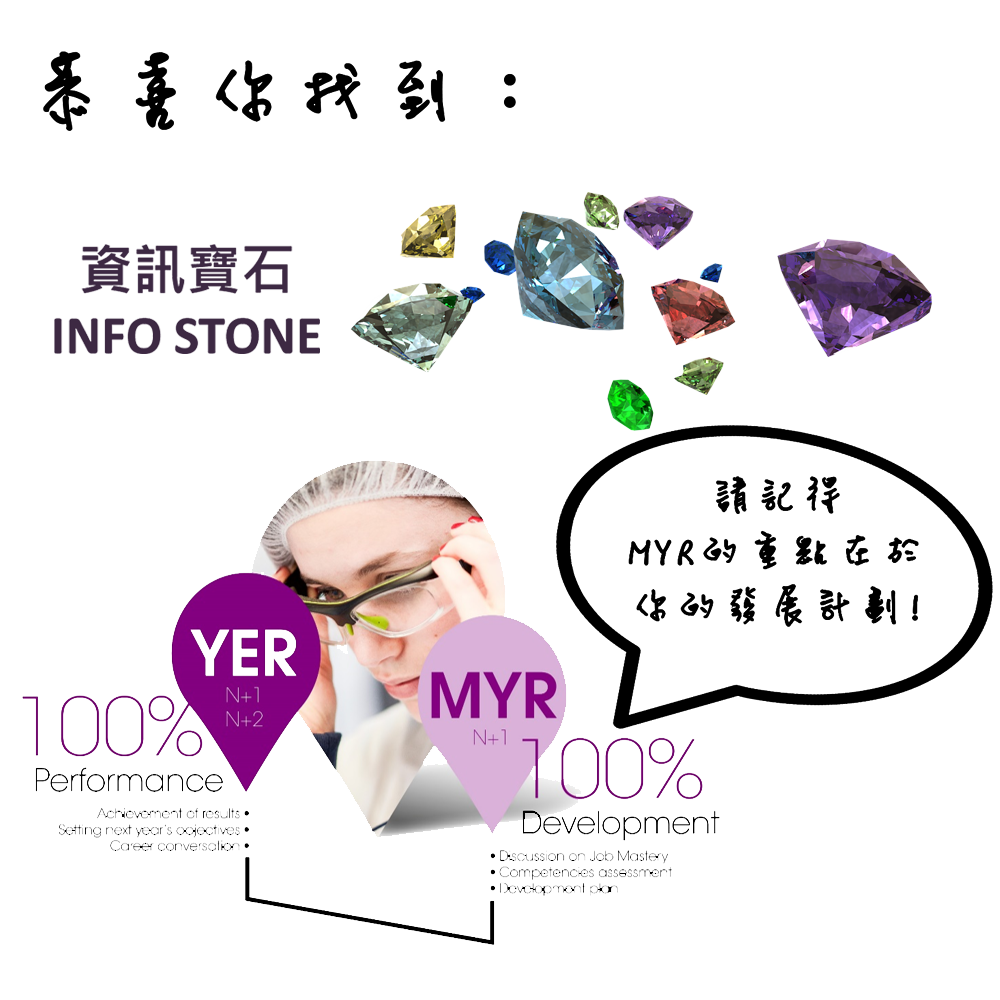 恭喜你找到：
資訊寶石
INFO STONE
請記得
MYR的重點在於
你的發展計劃!
YER
N+1
N+2
100%
Performance
Achievement of results •
Setting next year's oojectives •
Career conversation •
MYR
N+1
100%
Development
• Discussion on Job Mastery
• Competencies assessment
• Development plan